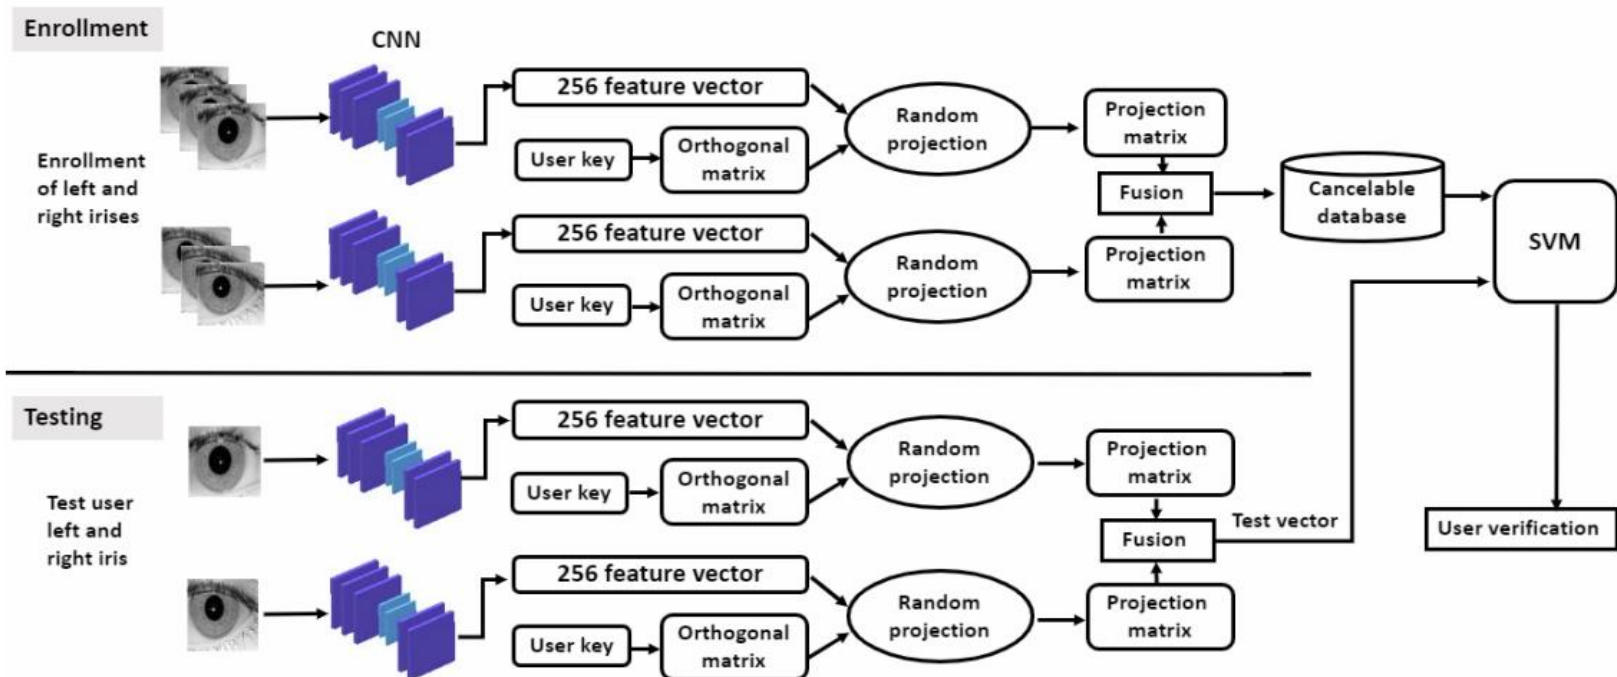 Enrollment
CNN
Enrollment
of left and
right irises
256 feature vector
User key
Orthogonal
matrix
Random
projection
Projection
matrix
Fusion
256 feature vector
User key
Orthogonal
matrix
Random
projection
Projection
matrix
Cancelable
database
SVM
User verification
Testing
Test user
left and
right iris
256 feature vector
User key
Orthogonal
matrix
Random
projection
Projection
matrix
Fusion
Test vector
256 feature vector
User key
Orthogonal
matrix
Random
projection
Projection
matrix